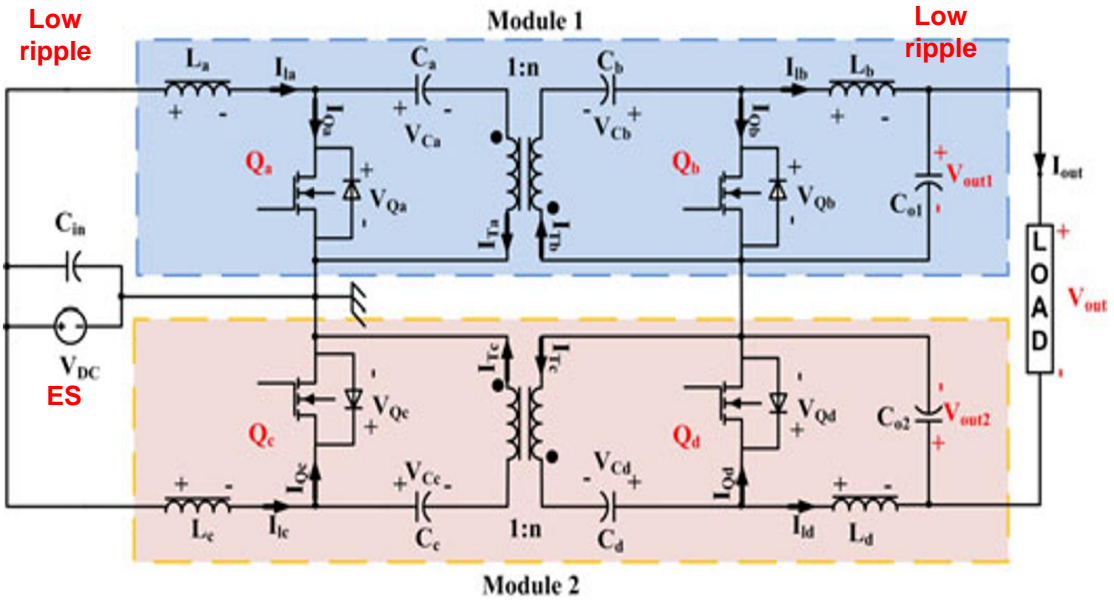 Module 1
Low
ripple
Low
ripple
La
Ila
Ca
1:n
Cb
Ilb
Lb
+ -
+ -
VCa
- +
VCb
+ -
IQa
IQb
Qa
+
VQa
-
Qb
+
VQb
-
+
Vout1
-
Co1
Iout
ITa
ITb
Cin
LOAD
+
Vout
-
+ -
VDC
ES
ITc
ITc
Qc
-
VQc
+
Qd
-
VQd
+
Co2
-
Vout2
+
IQc
IQd
VCc
+ -
VCd
- +
+ -
+ -
Lc
Ilc
Cc
1:n
Cd
Ild
Ld
Module 2